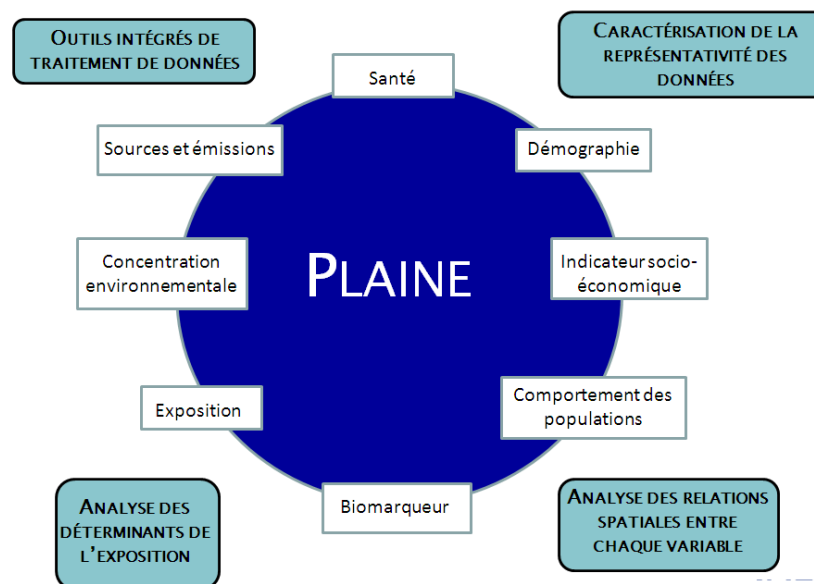 OUTILS INTÉGRÉS DE
TRAITEMENT DE DONNÉES
CARACTÉRISATION DE LA
REPRÉSENTATIVITÉ DES
DONNÉES
Santé
Sources et émissions
Démographie
Concentration
environnementale
PLAINE
Indicateur socio-
économique
Exposition
Comportement des
populations
Biomarqueur
ANALYSE DES
DÉTERMINANTS DE
L'EXPOSITION
ANALYSE DES RELATIONS
SPATIALES ENTRE
CHAQUE VARIABLE